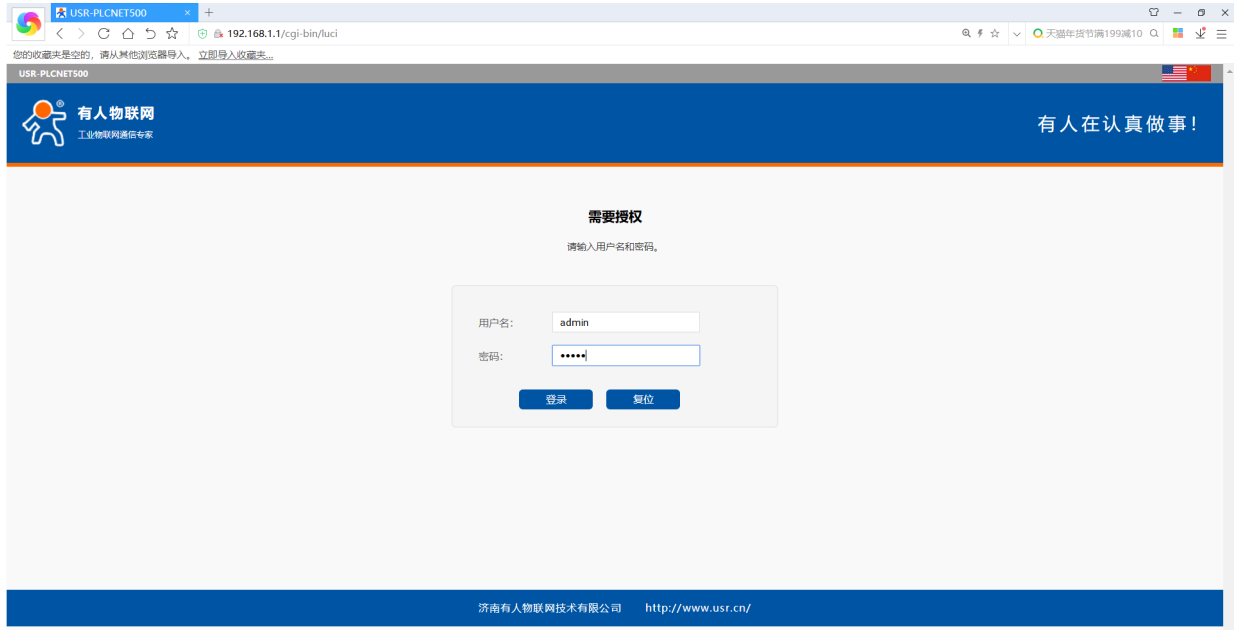 USR-PLCNET500
192.168.1.1/cgi-bin/luci
天猫年货节满199减10
您的收藏夹是空的，请从其他浏览器导入。 立即导入收藏夹...
USR-PLCNET500
有人物联网
工业物联网通信专家
有人在认真做事!
需要授权
请输入用户名和密码。
用户名: admin
密码: •••••
登录 复位
济南有人物联网技术有限公司 http://www.usr.cn/